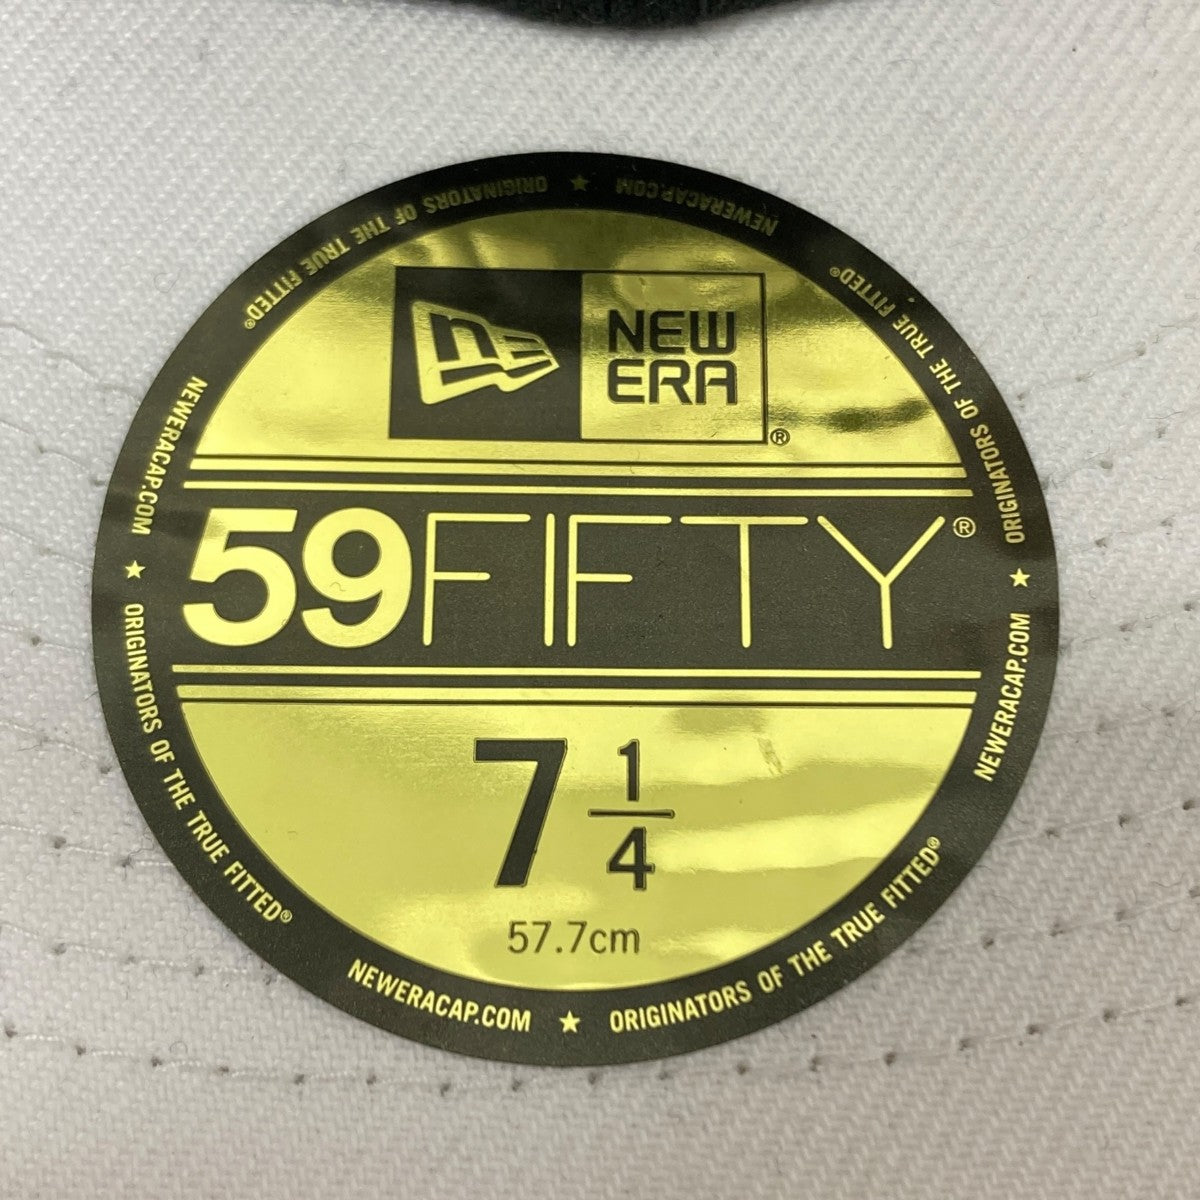 NEW
ERA
®
59FIFTY®
7 1/4
57.7cm
NEWERACAP.COM ★ ORIGINATORS OF THE TRUE FITTED®
NEWERACAP.COM ★ ORIGINATORS OF THE TRUE FITTED®
NEWERACAP.COM ★ ORIGINATORS OF THE TRUE FITTED®
NEWERACAP.COM ★ ORIGINATORS OF THE TRUE FITTED®